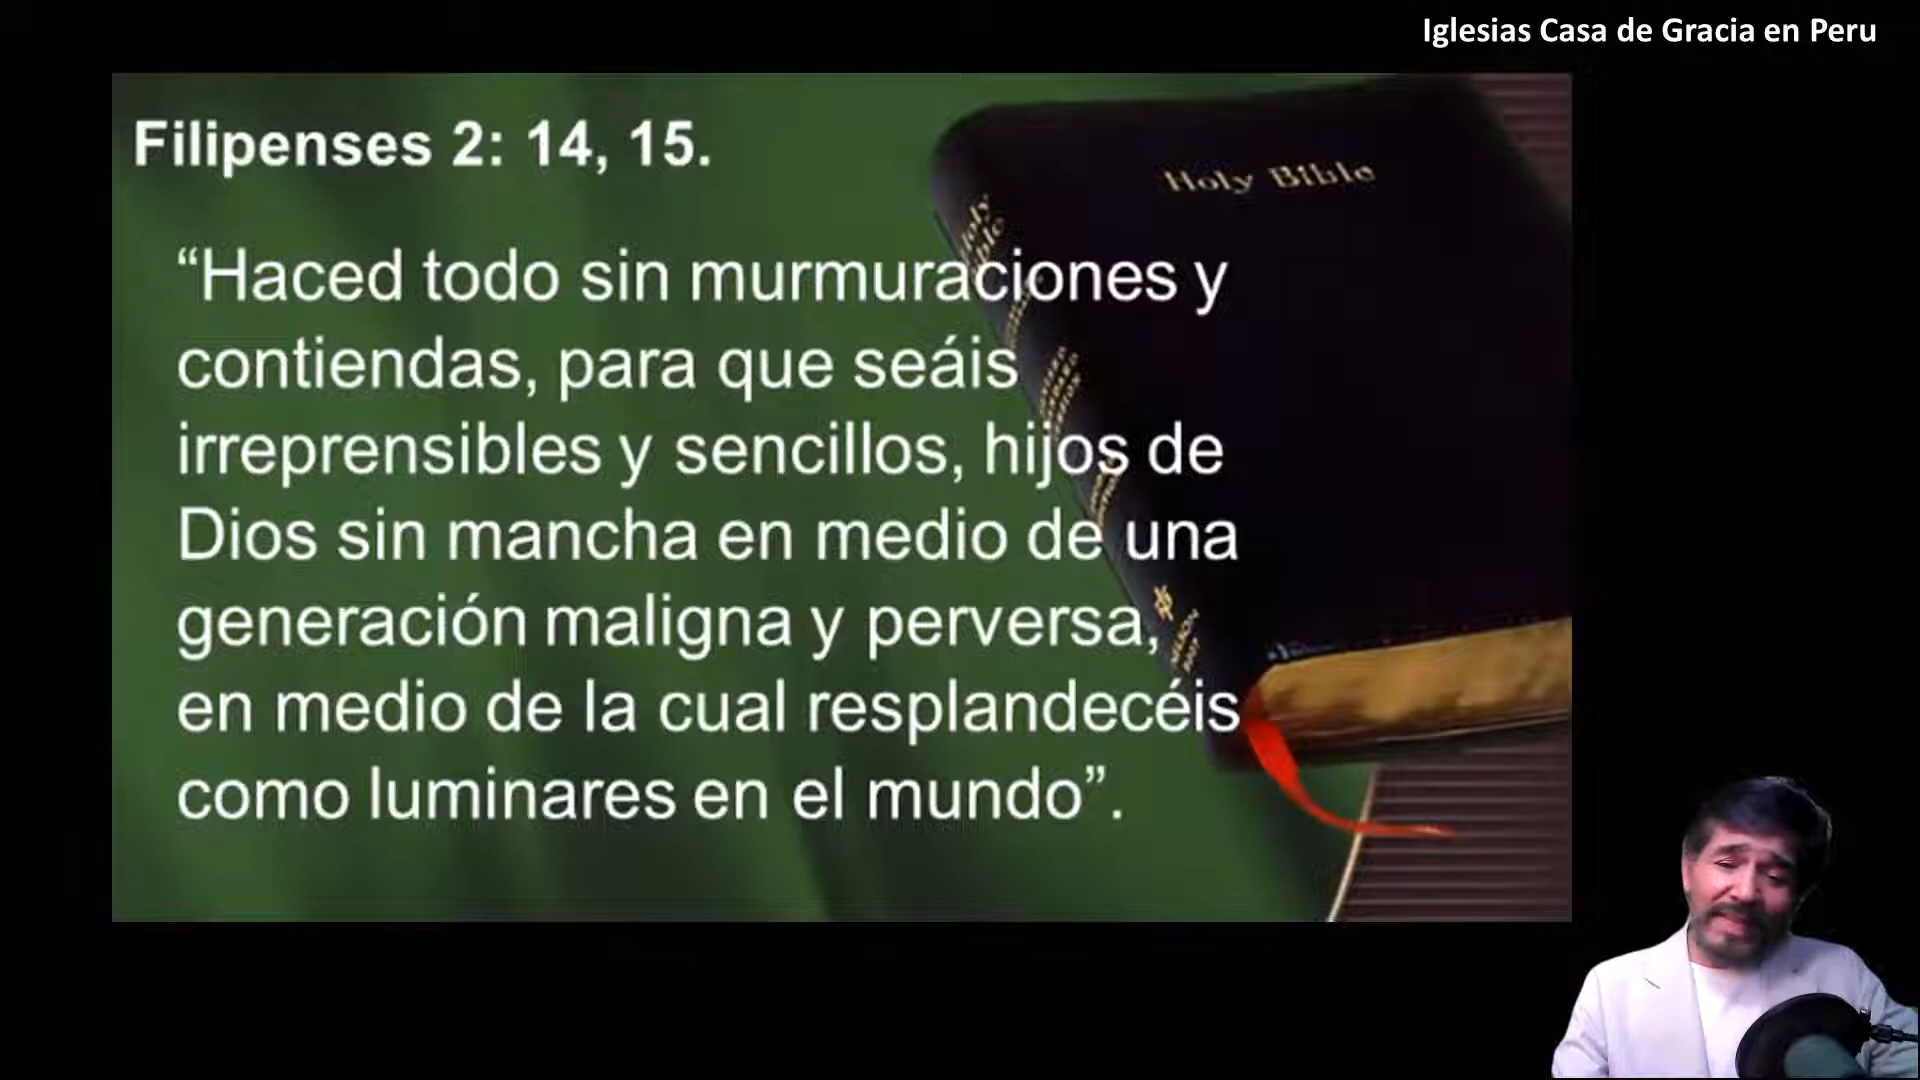 Iglesias Casa de Gracia en Peru
Filipenses 2: 14, 15.
Holy Bible
“Haced todo sin murmuraciones y
contiendas, para que seáis
irreprensibles y sencillos, hijos de
Dios sin mancha en medio de una
generación maligna y perversa,
en medio de la cual resplandecéis
como luminares en el mundo”.